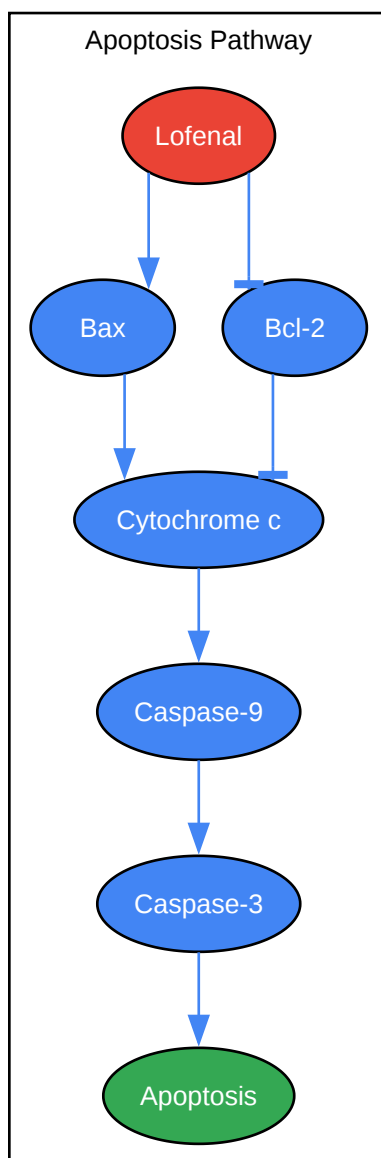 Apoptosis Pathway
Lofenal
Bax
Bcl-2
Cytochrome c
Caspase-9
Caspase-3
Apoptosis